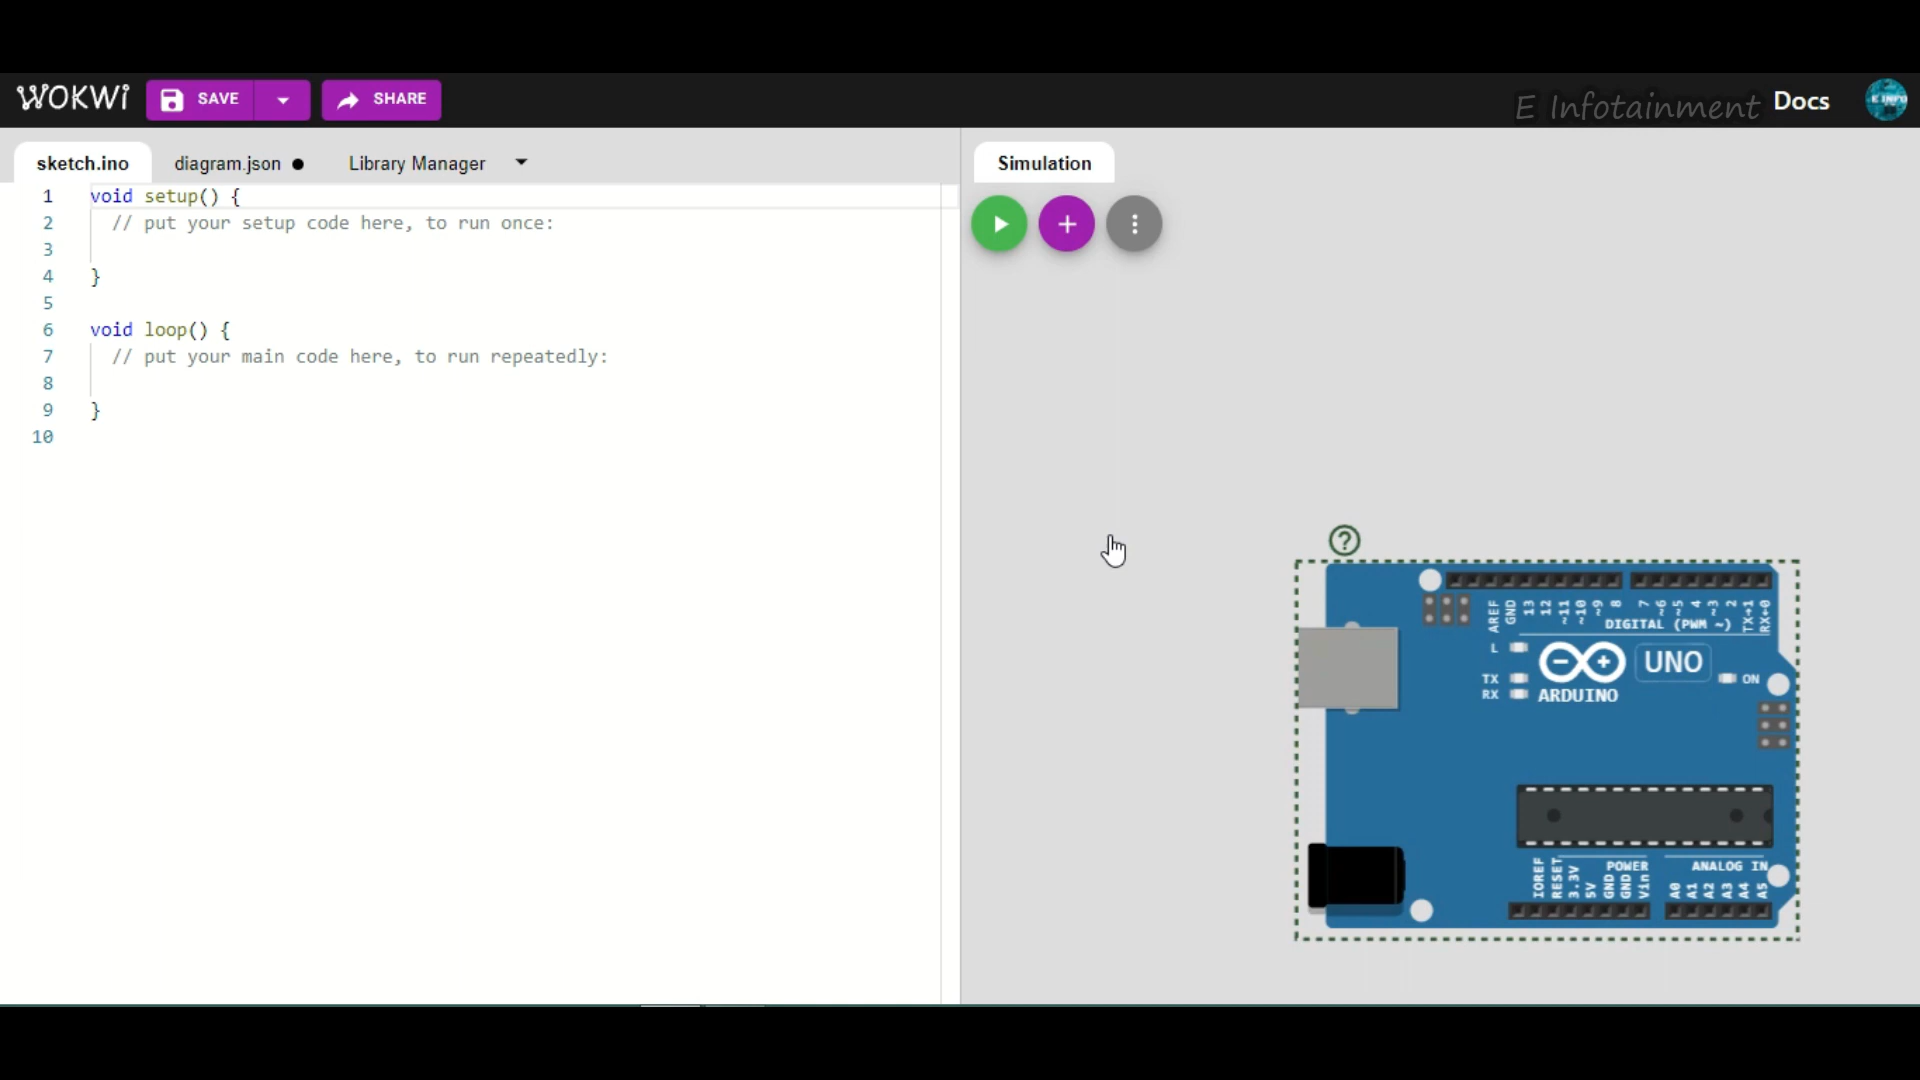 WOKWi
SAVE
SHARE
E Infotainment
Docs
E INFO
sketch.ino
diagram.json
Library Manager
Simulation
1 void setup() {
2 // put your setup code here, to run once:
3
4 }
5
6 void loop() {
7 // put your main code here, to run repeatedly:
8
9 }
10
?
AREF
GND
13
12
~11
~10
~9
8
7
~6
~5
4
~3
2
TX→1
RX←0
DIGITAL (PWM ~)
L
TX
RX
UNO
ON
ARDUINO
POWER
ANALOG IN
IOREF
RESET
3.3V
5V
GND
GND
Vin
A0
A1
A2
A3
A4
A5